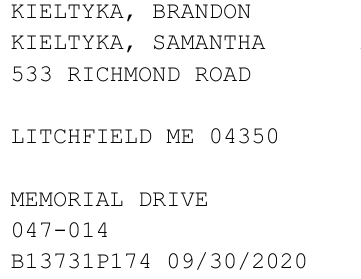 KIELTYKA, BRANDON
KIELTYKA, SAMANTHA
533 RICHMOND ROAD
LITCHFIELD ME 04350
MEMORIAL DRIVE
047-014
B13731P174 09/30/2020